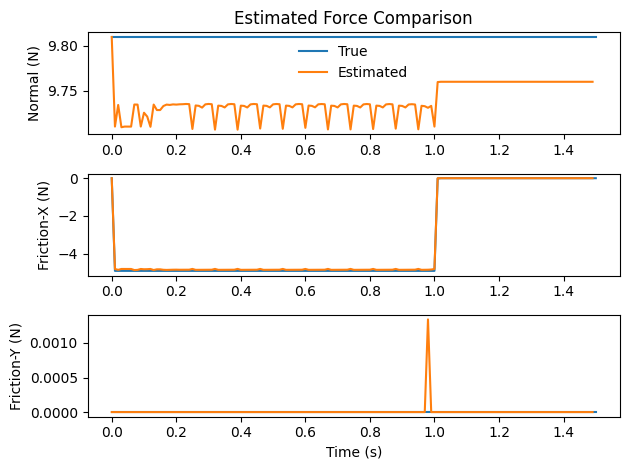 Estimated Force Comparison
Normal (N)
9.80
9.75
True
Estimated
0.0 0.2 0.4 0.6 0.8 1.0 1.2 1.4
Friction-X (N)
0
−2
−4
0.0 0.2 0.4 0.6 0.8 1.0 1.2 1.4
Friction-Y (N)
0.0010
0.0005
0.0000
0.0 0.2 0.4 0.6 0.8 1.0 1.2 1.4
Time (s)